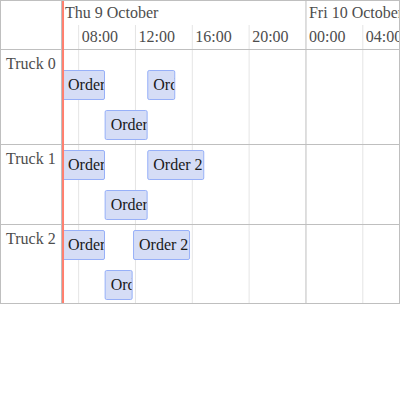 Thu 9 October
Fri 10 Octobe
08:00
12:00
16:00
20:00
00:00
04:00
Truck 0
Order
Ord
Order
Truck 1
Order
Order 2
Order
Truck 2
Order
Order 2
Ord